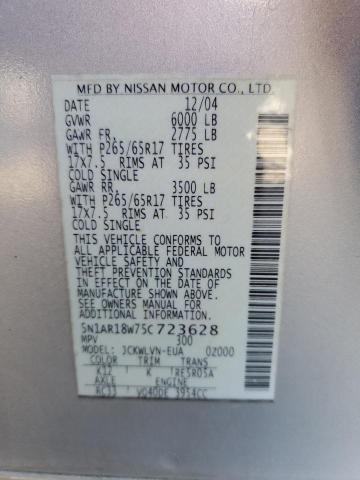 MFD BY NISSAN MOTOR CO., LTD.
DATE 12/04
GVWR 6000 LB
GAWR FR. 2775 LB
WITH P265/65R17 TIRES
17X7.5 RIMS AT 35 PSI
COLD SINGLE
GAWR RR. 3500 LB
WITH P265/65R17 TIRES
17X7.5 RIMS AT 35 PSI
COLD SINGLE
THIS VEHICLE CONFORMS TO
ALL APPLICABLE FEDERAL MOTOR
VEHICLE SAFETY, BUMPER AND
THEFT PREVENTION STANDARDS
IN EFFECT ON THE DATE OF
MANUFACTURE SHOWN ABOVE.
SEE OWNERS MANUAL FOR
ADDITIONAL INFORMATION.
5N1AR18W75C723628
MPV 300
MODEL JCKWLVN-EUA 02000
COLOR TRIM TRANS
K12 K RE5R05A
AXLE ENGINE
RC33 VQ40DE 3954CC